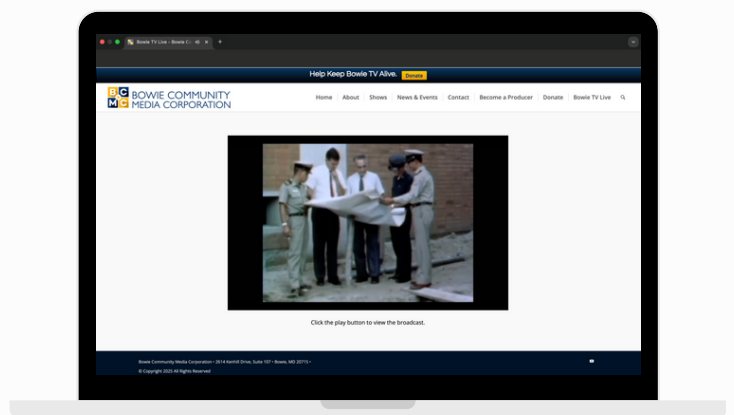 Bowie TV Live - Bowie C
Help Keep Bowie TV Alive. Donate
BC
MC
BOWIE COMMUNITY
MEDIA CORPORATION
Home About Shows News & Events Contact Become a Producer Donate Bowie TV Live
Click the play button to view the broadcast.
Bowie Community Media Corporation • 2614 Kenhill Drive, Suite 107 • Bowie, MD 20715 •
© Copyright 2025 All Rights Reserved